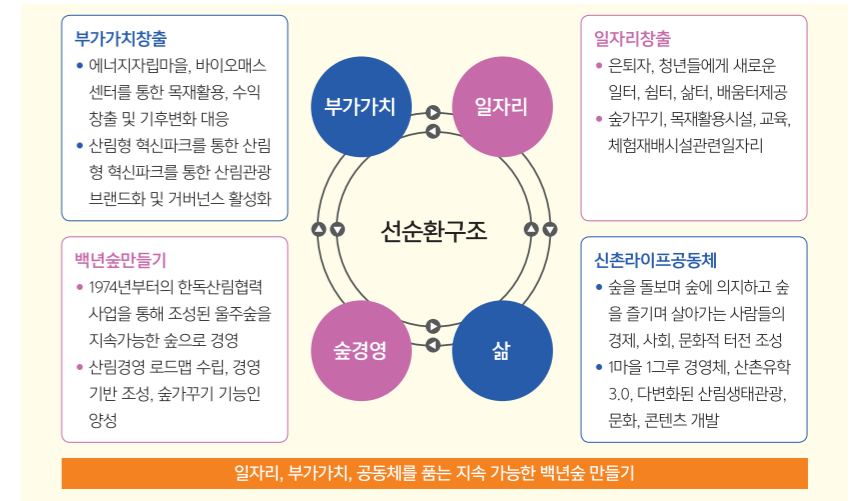 부가가치창출
• 에너지자립마을, 바이오매스
센터를 통한 목재활용, 수익
창출 및 기후변화 대응
• 산림형 혁신파크를 통한 산림
형 혁신파크를 통한 산림관광
브랜드화 및 거버넌스 활성화
일자리창출
• 은퇴자, 청년들에게 새로운
일터, 쉼터, 삶터, 배움터제공
• 숲가꾸기, 목재활용시설, 교육,
체험재배시설관련일자리
부가가치
일자리
선순환구조
숲경영
삶
백년숲만들기
• 1974년부터의 한독산림협력
사업을 통해 조성된 울주숲을
지속가능한 숲으로 경영
• 산림경영 로드맵 수립, 경영
기반 조성, 숲가꾸기 기능인
양성
신촌라이프공동체
• 숲을 돌보며 숲에 의지하고 숲
을 즐기며 살아가는 사람들의
경제, 사회, 문화적 터전 조성
• 1마을 1그루 경영체, 산촌유학
3.0, 다변화된 산림생태관광,
문화, 콘텐츠 개발
일자리, 부가가치, 공동체를 품는 지속 가능한 백년숲 만들기